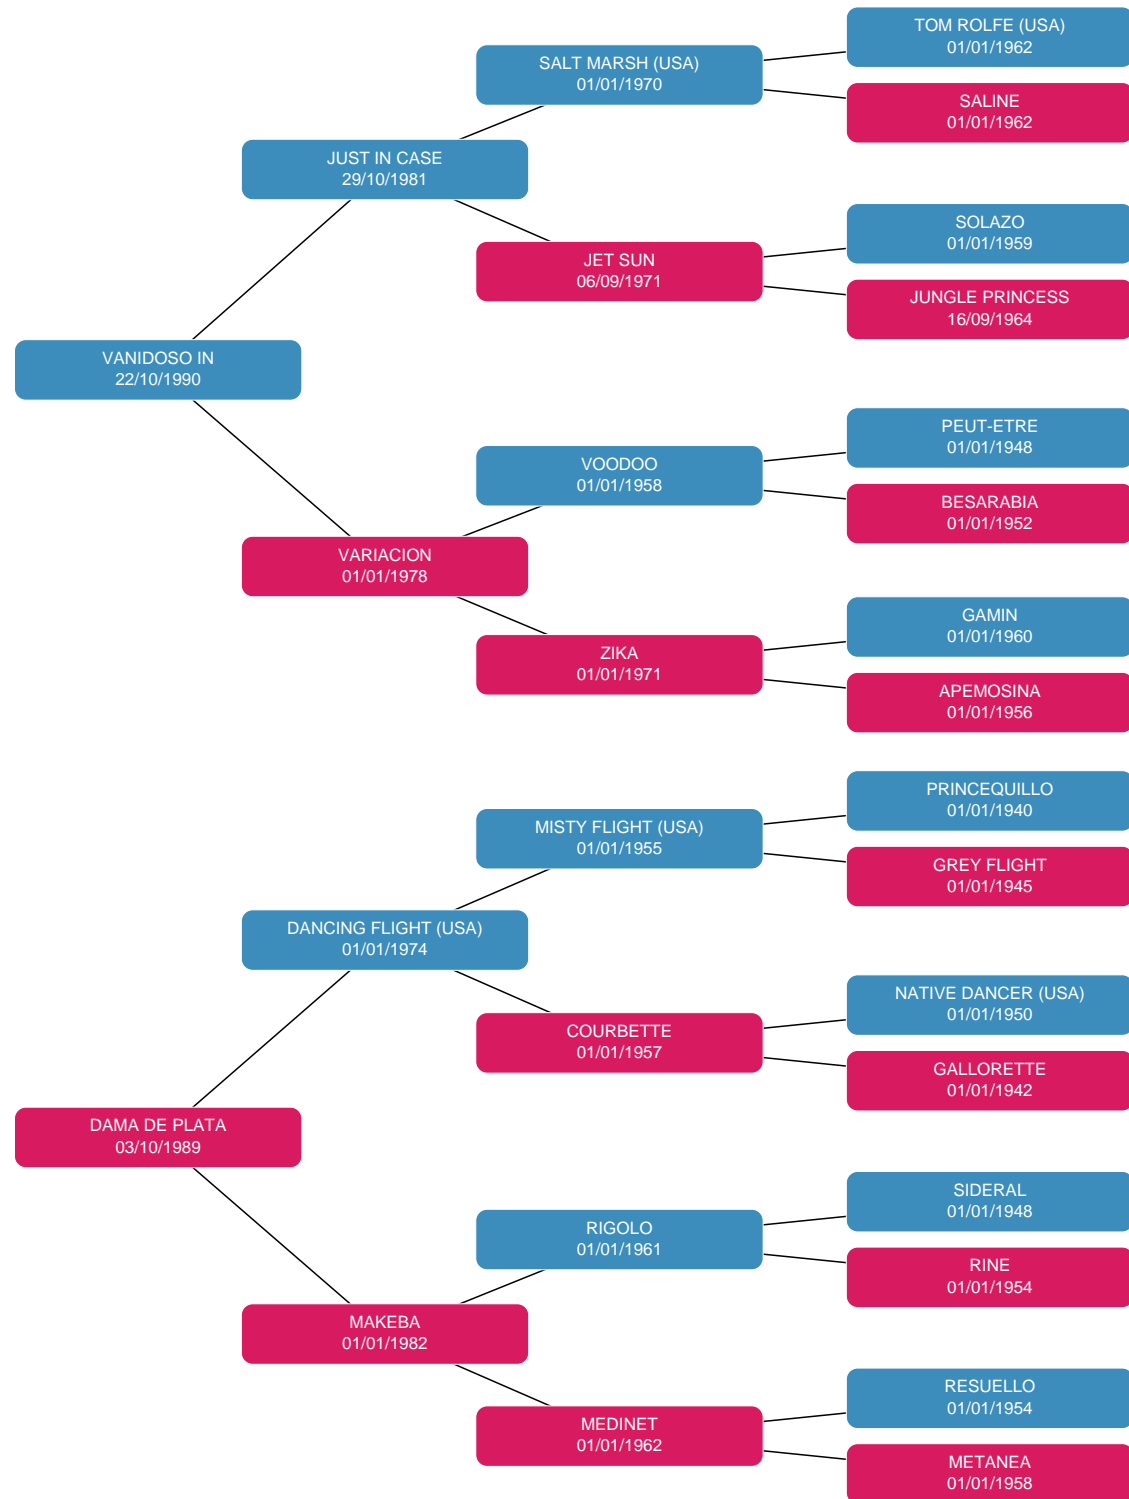 TOM ROLFE (USA)
01/01/1962
SALT MARSH (USA)
01/01/1970
SALINE
01/01/1962
JUST IN CASE
29/10/1981
SOLAZO
01/01/1959
JET SUN
06/09/1971
JUNGLE PRINCESS
16/09/1964
VANIDOSO IN
22/10/1990
PEUT-ETRE
01/01/1948
VOODOO
01/01/1958
BESARABIA
01/01/1952
VARIACION
01/01/1978
GAMIN
01/01/1960
ZIKA
01/01/1971
APEMOSINA
01/01/1956
PRINCEQUILLO
01/01/1940
MISTY FLIGHT (USA)
01/01/1955
GREY FLIGHT
01/01/1945
DANCING FLIGHT (USA)
01/01/1974
NATIVE DANCER (USA)
01/01/1950
COURBETTE
01/01/1957
GALLORETTE
01/01/1942
DAMA DE PLATA
03/10/1989
SIDERAL
01/01/1948
RIGOLO
01/01/1961
RINE
01/01/1954
MAKEBA
01/01/1982
RESUELLO
01/01/1954
MEDINET
01/01/1962
METANEA
01/01/1958